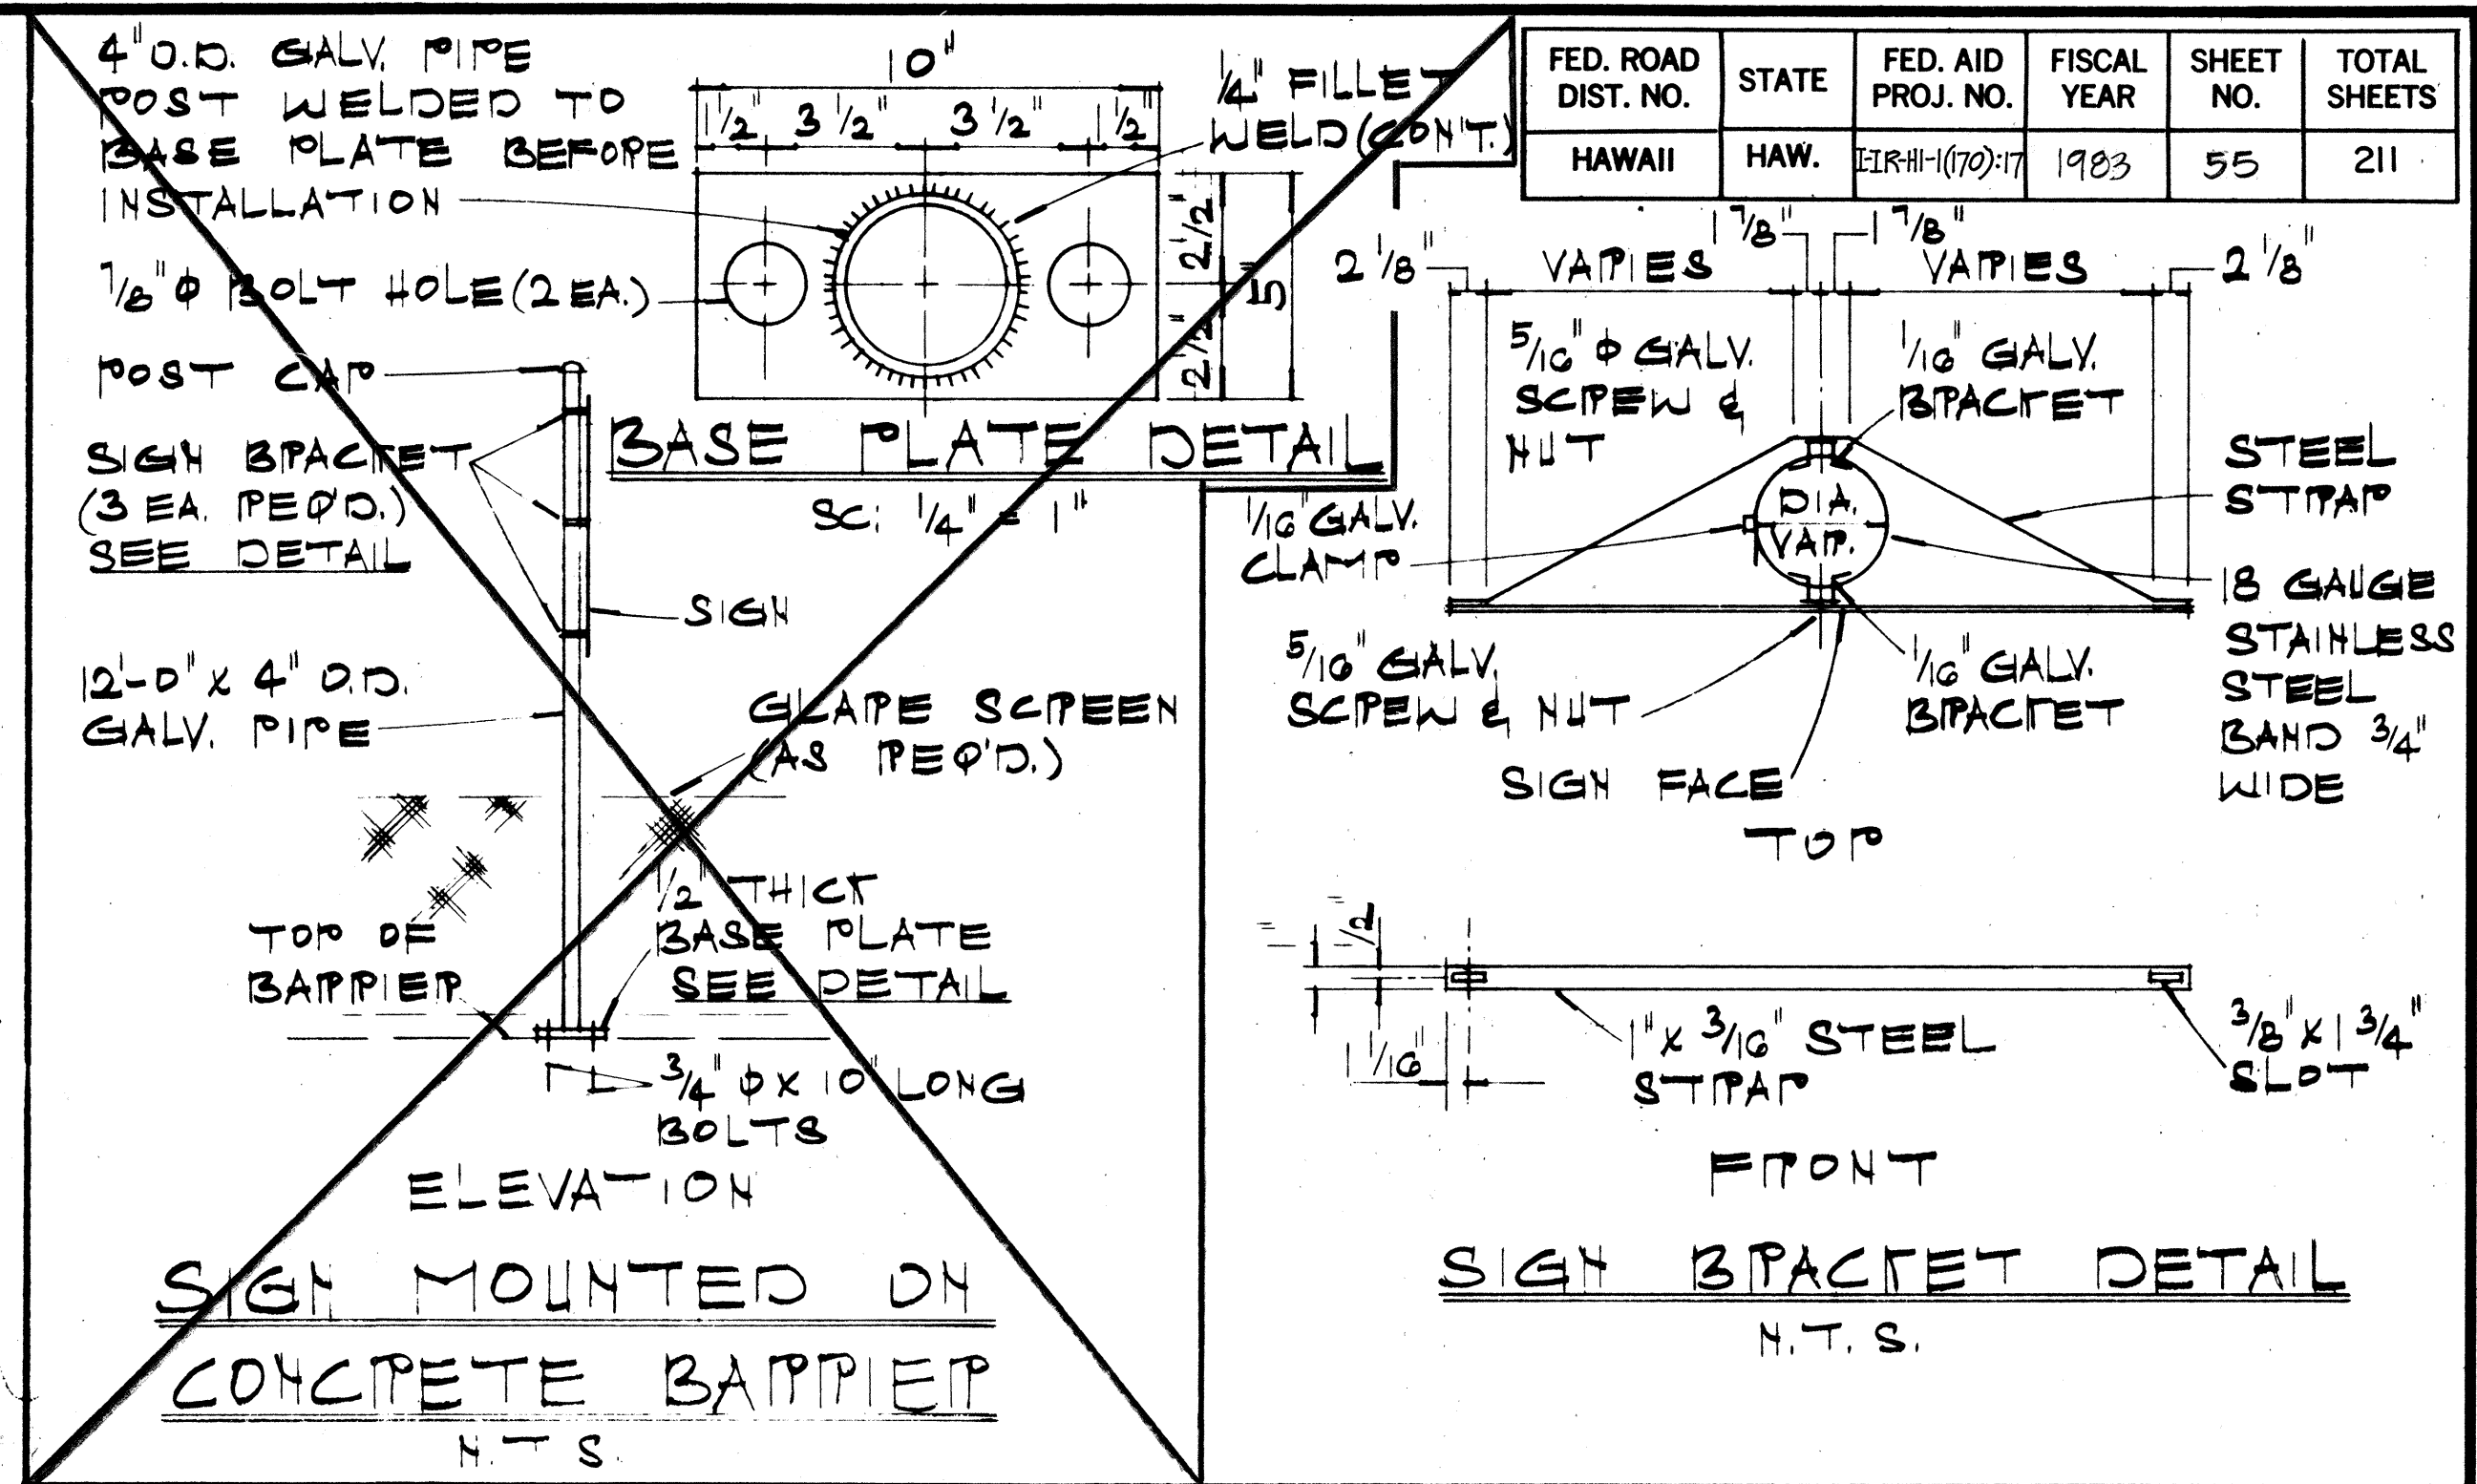 FED. ROAD DIST. NO.
STATE
FED. AID PROJ. NO.
FISCAL YEAR
SHEET NO.
TOTAL SHEETS
HAWAII
HAW.
I-IR-HI-1(170):17
1983
55
211
4" O.D. GALV. PIPE
POST WELDED TO
BASE PLATE BEFORE
INSTALLATION
7/8" Φ BOLT HOLE (2 EA.)
10"
1 1/2" 3 1/2" 3 1/2" 1 1/2"
1/4" FILLET
WELD (CON'T.)
2 1/2"
2 1/2"
5"
BASE PLATE DETAIL
SC: 1/4" = 1"
POST CAP
SIGN BRACKET
(3 EA. REQ'D.)
SEE DETAIL
SIGN
12'-0" X 4" O.D.
GALV. PIPE
GLARE SCREEN
(AS REQ'D.)
TOP OF
BARRIER
1/2" THICK
BASE PLATE
SEE DETAIL
3/4" Φ X 10" LONG
BOLTS
ELEVATION
SIGN MOUNTED ON
CONCRETE BARRIER
N.T.S.
1 7/8" 1 7/8"
2 1/8" VARIES VARIES 2 1/8"
5/16" Φ GALV.
SCREW &
NUT
1/16" GALV.
BRACKET
STEEL
STRAP
1/16" GALV.
CLAMP
DIA.
VAR.
18 GAUGE
STAINLESS
STEEL
BAND 3/4"
WIDE
5/16" GALV.
SCREW & NUT
1/16" GALV.
BRACKET
SIGN FACE
TOP
1 1/16"
1" X 3/16" STEEL
STRAP
3/8" X 1 3/4"
SLOT
FRONT
SIGN BRACKET DETAIL
N.T.S.